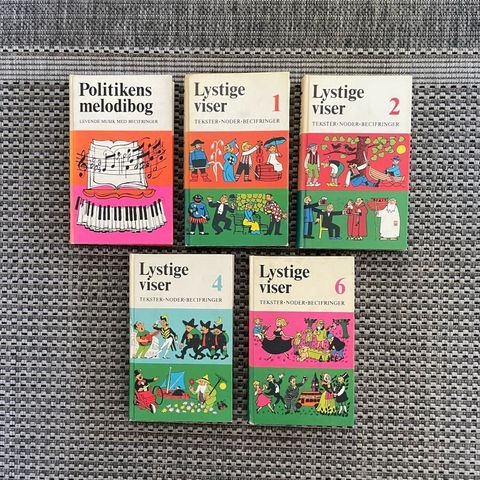 Politikens
melodibog
LEVENDE MUSIK MED BECIFRINGER
Lystige
viser 1
TEKSTER·NODER·BECIFRINGER
Lystige
viser 2
TEKSTER·NODER·BECIFRINGER
Lystige
viser 4
TEKSTER·NODER·BECIFRINGER
Lystige
viser 6
TEKSTER·NODER·BECIFRINGER